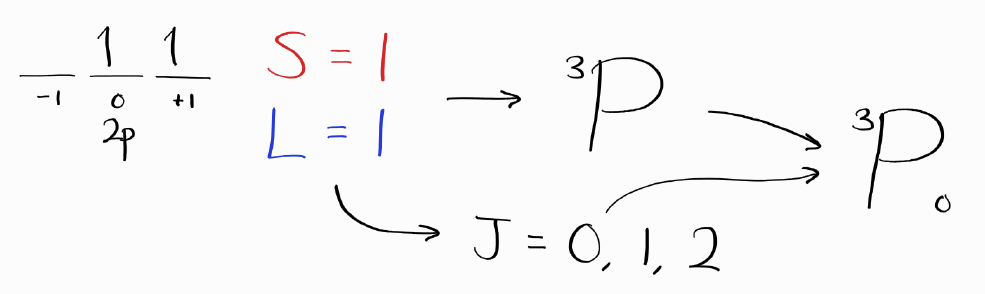 1 1
-1 0 +1
2p
S = 1
L = 1
→ ³P
J = 0, 1, 2
³P₀